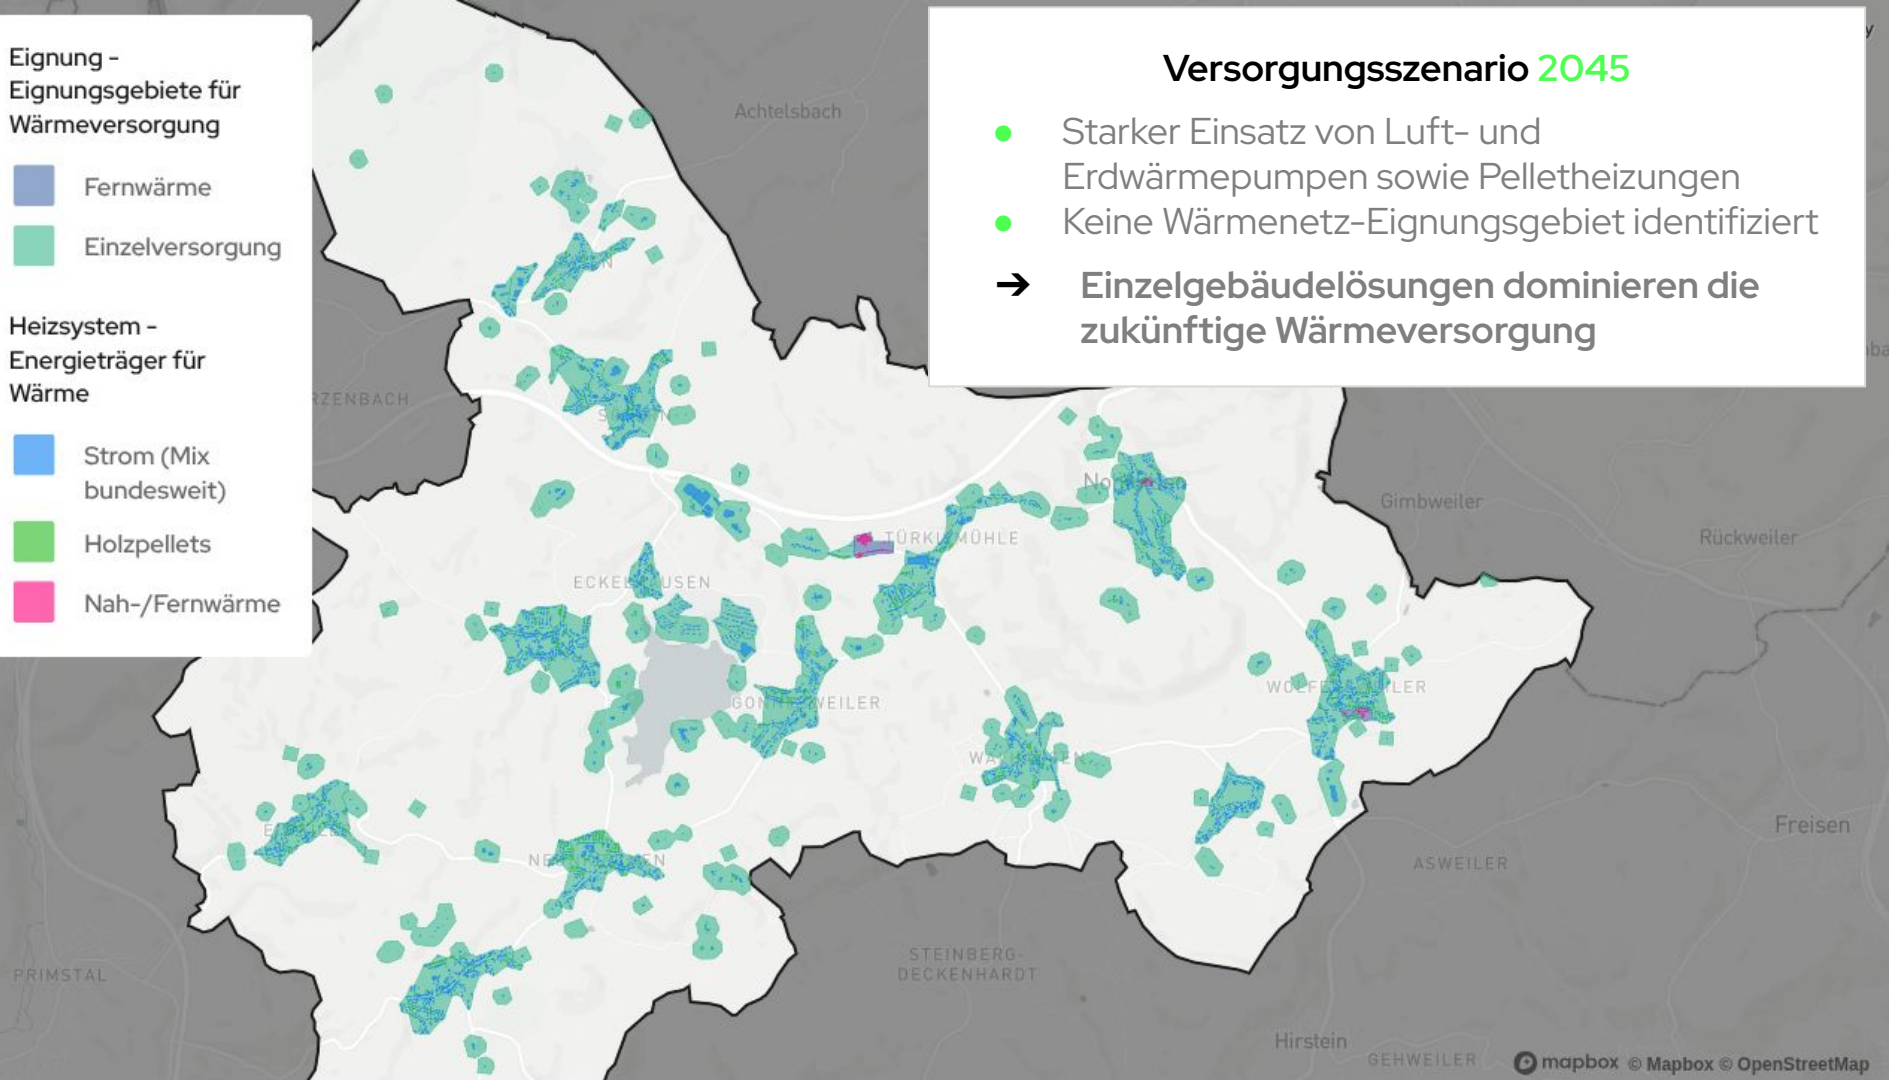 Eignung -
Eignungsgebiete für
Wärmeversorgung
Fernwärme
Einzelversorgung
Heizsystem -
Energieträger für
Wärme
Strom (Mix
bundesweit)
Holzpellets
Nah-/Fernwärme
Versorgungsszenario 2045
● Starker Einsatz von Luft- und
Erdwärmepumpen sowie Pelletheizungen
● Keine Wärmenetz-Eignungsgebiet identifiziert
➔ Einzelgebäudelösungen dominieren die
zukünftige Wärmeversorgung
Achtelsbach
Gimbweiler
Rückweiler
Freisen
ASWEILER
STEINBERG-
DECKENHARDT
PRIMSTAL
Hirstein
GEHWEILER
mapbox © Mapbox © OpenStreetMap